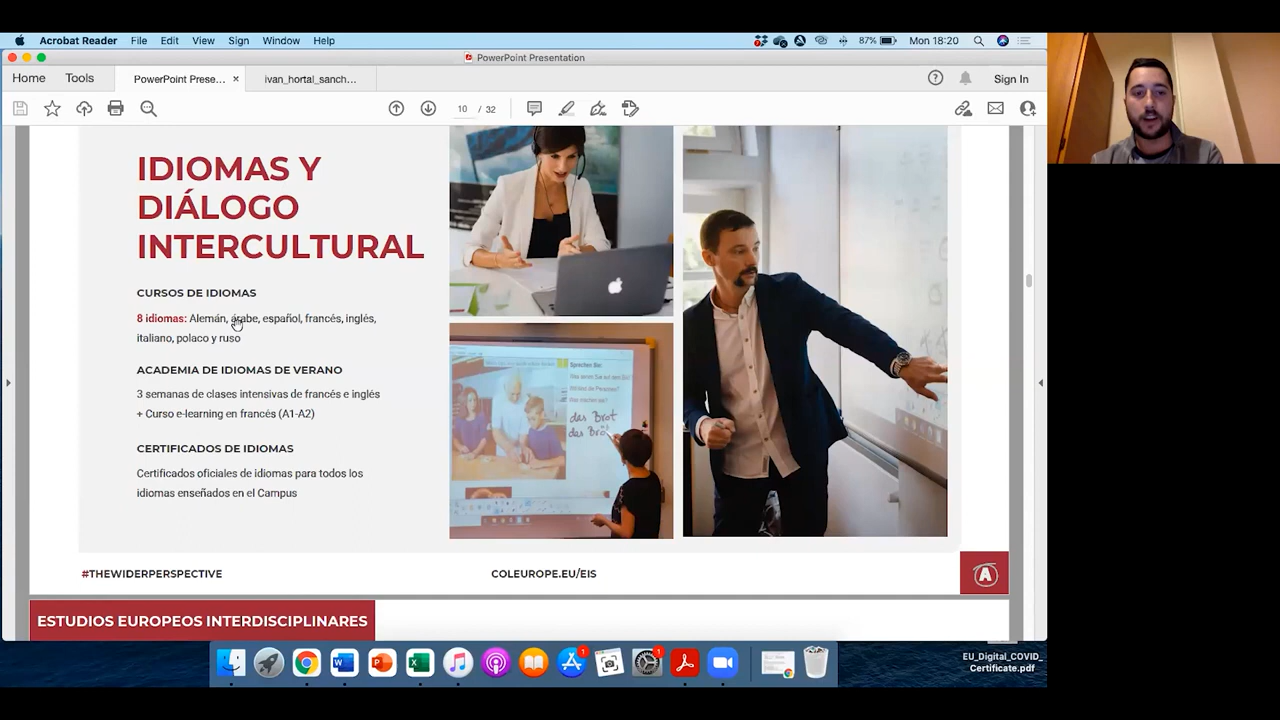 Acrobat Reader File Edit View Sign Window Help 87% Mon 18:20
PowerPoint Presentation
Home Tools PowerPoint Prese... × ivan_hortal_sanch... Sign In
10 / 32
IDIOMAS Y
DIÁLOGO
INTERCULTURAL
CURSOS DE IDIOMAS
8 idiomas: Alemán, árabe, español, francés, inglés,
italiano, polaco y ruso
ACADEMIA DE IDIOMAS DE VERANO
3 semanas de clases intensivas de francés e inglés
+ Curso e-learning en francés (A1-A2)
CERTIFICADOS DE IDIOMAS
Certificados oficiales de idiomas para todos los
idiomas enseñados en el Campus
Sprechen Sie:
das Brot
das Bro
#THEWIDERPERSPECTIVE
COLEUROPE.EU/EIS
A
ESTUDIOS EUROPEOS INTERDISCIPLINARES
EU_Digital_COVID_
Certificate.pdf